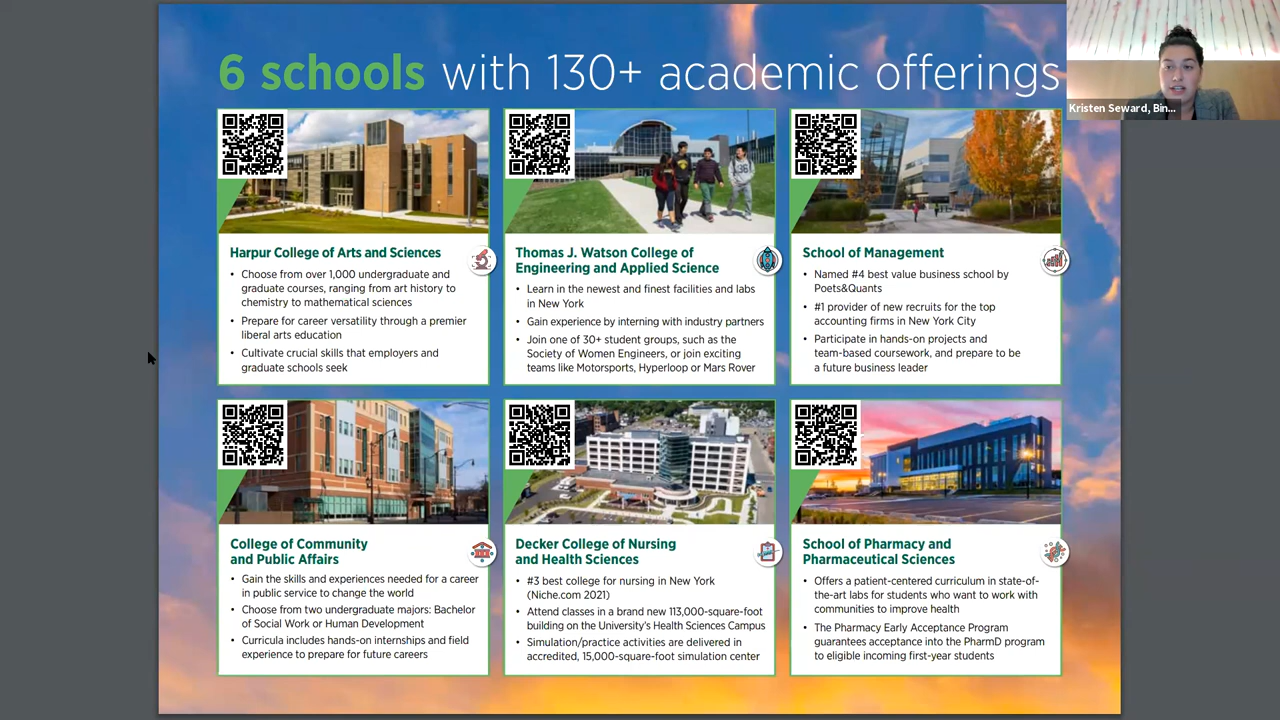 6 schools with 130+ academic offerings
Kristen Seward, Bin...
Harpur College of Arts and Sciences
• Choose from over 1,000 undergraduate and
graduate courses, ranging from art history to
chemistry to mathematical sciences
• Prepare for career versatility through a premier
liberal arts education
• Cultivate crucial skills that employers and
graduate schools seek
Thomas J. Watson College of
Engineering and Applied Science
• Learn in the newest and finest facilities and labs
in New York
• Gain experience by interning with industry partners
• Join one of 30+ student groups, such as the
Society of Women Engineers, or join exciting
teams like Motorsports, Hyperloop or Mars Rover
School of Management
• Named #4 best value business school by
Poets&Quants
• #1 provider of new recruits for the top
accounting firms in New York City
• Participate in hands-on projects and
team-based coursework, and prepare to be
a future business leader
College of Community
and Public Affairs
• Gain the skills and experiences needed for a career
in public service to change the world
• Choose from two undergraduate majors: Bachelor
of Social Work or Human Development
• Curricula includes hands-on internships and field
experience to prepare for future careers
Decker College of Nursing
and Health Sciences
• #3 best college for nursing in New York
(Niche.com 2021)
• Attend classes in a brand new 113,000-square-foot
building on the University's Health Sciences Campus
• Simulation/practice activities are delivered in
accredited, 15,000-square-foot simulation center
School of Pharmacy and
Pharmaceutical Sciences
• Offers a patient-centered curriculum in state-of-
the-art labs for students who want to work with
communities to improve health
• The Pharmacy Early Acceptance Program
guarantees acceptance into the PharmD program
to eligible incoming first-year students